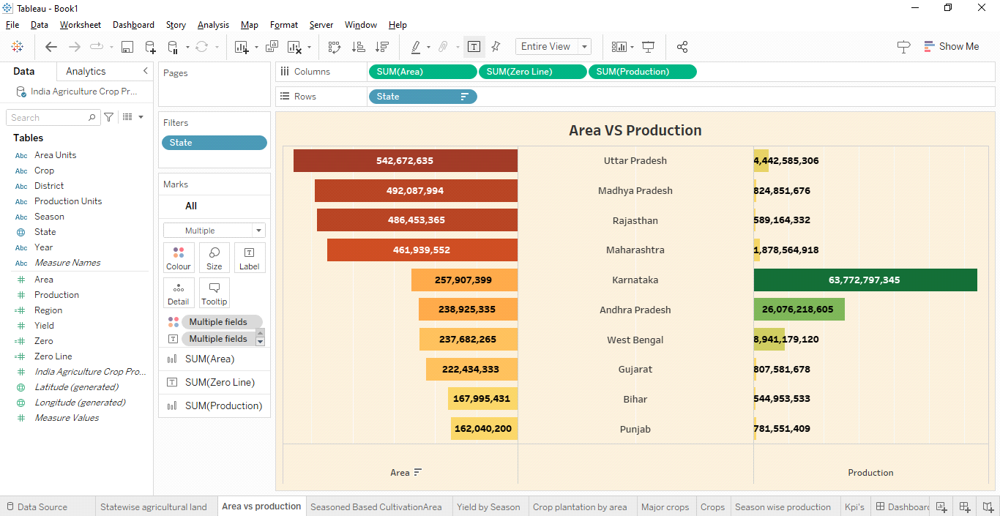 Tableau - Book1
File Data Worksheet Dashboard Story Analysis Map Format Server Window Help
Entire View
Show Me
Data Analytics
India Agriculture Crop Pr...
Search
Tables
Abc Area Units
Abc Crop
Abc District
Abc Production Units
Abc Season
State
Abc Year
Abc Measure Names
# Area
# Production
=# Region
# Yield
=# Zero
=# Zero Line
# India Agriculture Crop Pro...
Latitude (generated)
Longitude (generated)
# Measure Values
Pages
Filters
State
Marks
All
Multiple
Colour Size T Label
Detail Tooltip
Multiple fields
T Multiple fields
SUM(Area)
T SUM(Zero Line)
SUM(Production)
Columns SUM(Area) SUM(Zero Line) SUM(Production)
Rows State
Area VS Production
542,672,635 Uttar Pradesh 4,442,585,306
492,087,994 Madhya Pradesh 824,851,676
486,453,365 Rajasthan 589,164,332
461,939,552 Maharashtra 1,878,564,918
257,907,399 Karnataka 63,772,797,345
238,925,335 Andhra Pradesh 26,076,218,605
237,682,265 West Bengal 8,941,179,120
222,434,333 Gujarat 807,581,678
167,995,431 Bihar 544,953,533
162,040,200 Punjab 781,551,409
Area Production
Data Source Statewise agricultural land Area vs production Seasoned Based CultivationArea Yield by Season Crop plantation by area Major crops Crops Season wise production Kpi's Dashboar